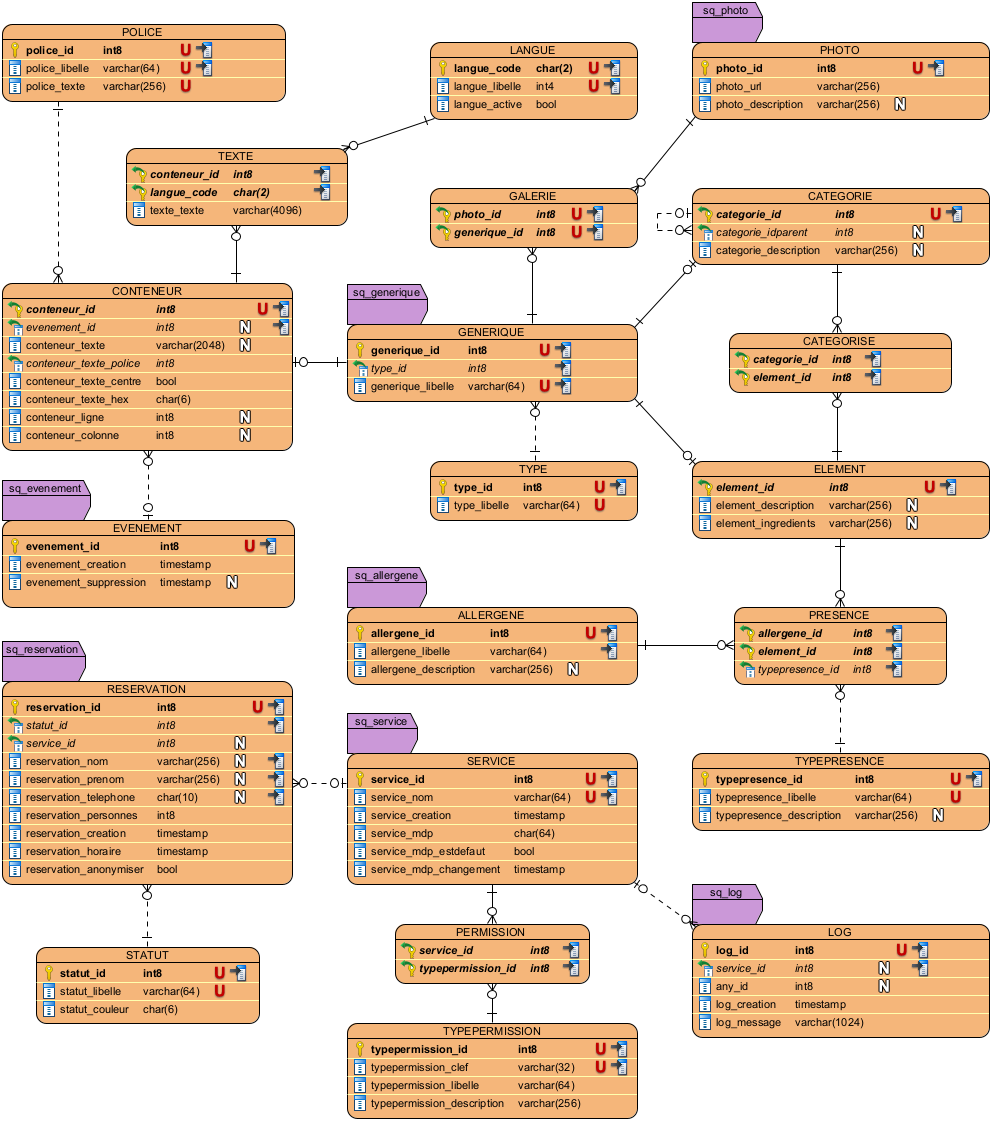 POLICE
police_id int8 U
police_libelle varchar(64) U
police_texte varchar(256) U
LANGUE
langue_code char(2) U
langue_libelle int4 U
langue_active bool
sq_photo
PHOTO
photo_id int8 U
photo_url varchar(256)
photo_description varchar(256) N
TEXTE
conteneur_id int8
langue_code char(2)
texte_texte varchar(4096)
GALERIE
photo_id int8 U
generique_id int8 U
CATEGORIE
categorie_id int8 U
categorie_idparent int8 N
categorie_description varchar(256) N
CONTENEUR
conteneur_id int8 U
evenement_id int8 N
conteneur_texte varchar(2048) N
conteneur_texte_police int8
conteneur_texte_centre bool
conteneur_texte_hex char(6)
conteneur_ligne int8 N
conteneur_colonne int8 N
sq_generique
GENERIQUE
generique_id int8 U
type_id int8
generique_libelle varchar(64) U
CATEGORISE
categorie_id int8
element_id int8
TYPE
type_id int8 U
type_libelle varchar(64) U
ELEMENT
element_id int8 U
element_description varchar(256) N
element_ingredients varchar(256) N
sq_evenement
EVENEMENT
evenement_id int8 U
evenement_creation timestamp
evenement_suppression timestamp N
sq_allergene
ALLERGENE
allergene_id int8 U
allergene_libelle varchar(64)
allergene_description varchar(256) N
PRESENCE
allergene_id int8
element_id int8
typepresence_id int8
sq_reservation
RESERVATION
reservation_id int8 U
statut_id int8
service_id int8 N
reservation_nom varchar(256) N
reservation_prenom varchar(256) N
reservation_telephone char(10) N
reservation_personnes int8
reservation_creation timestamp
reservation_horaire timestamp
reservation_anonymiser bool
sq_service
SERVICE
service_id int8 U
service_nom varchar(64) U
service_creation timestamp
service_mdp char(64)
service_mdp_estdefaut bool
service_mdp_changement timestamp
TYPEPRESENCE
typepresence_id int8 U
typepresence_libelle varchar(64) U
typepresence_description varchar(256) N
STATUT
statut_id int8 U
statut_libelle varchar(64) U
statut_couleur char(6)
PERMISSION
service_id int8
typepermission_id int8
sq_log
LOG
log_id int8 U
service_id int8 N
any_id int8 N
log_creation timestamp
log_message varchar(1024)
TYPEPERMISSION
typepermission_id int8 U
typepermission_clef varchar(32) U
typepermission_libelle varchar(64)
typepermission_description varchar(256)